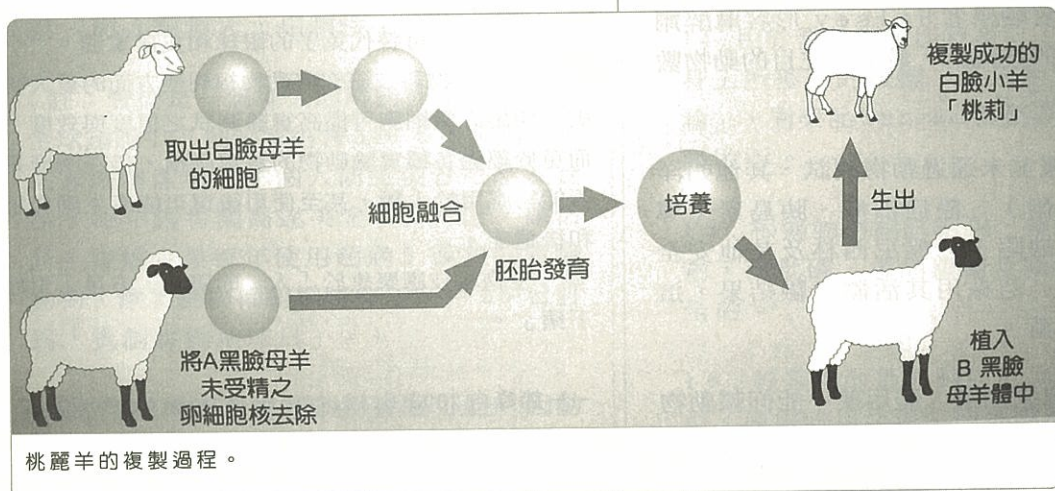 取出白臉母羊
的細胞
細胞融合
胚胎發育
培養
生出
複製成功的
白臉小羊
「桃莉」
將A黑臉母羊
未受精之
卵細胞核去除
植入
B 黑臉
母羊體中
桃麗羊的複製過程。